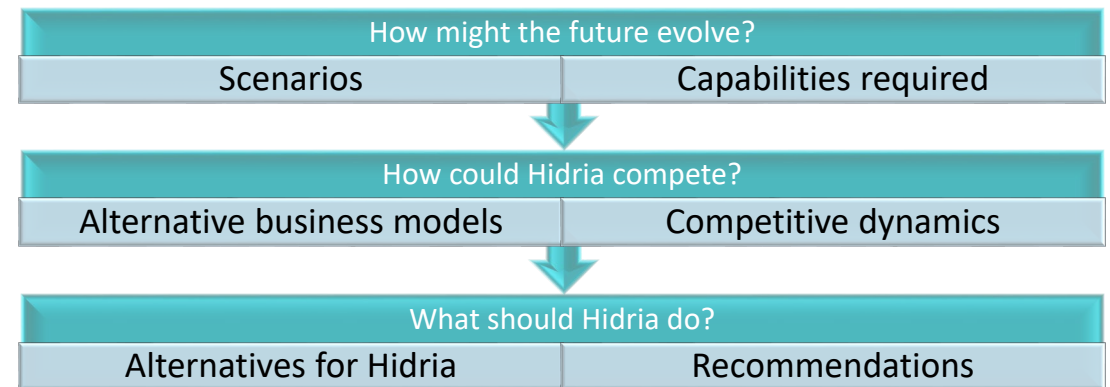 How might the future evolve?
Scenarios
Capabilities required
How could Hidria compete?
Alternative business models
Competitive dynamics
What should Hidria do?
Alternatives for Hidria
Recommendations